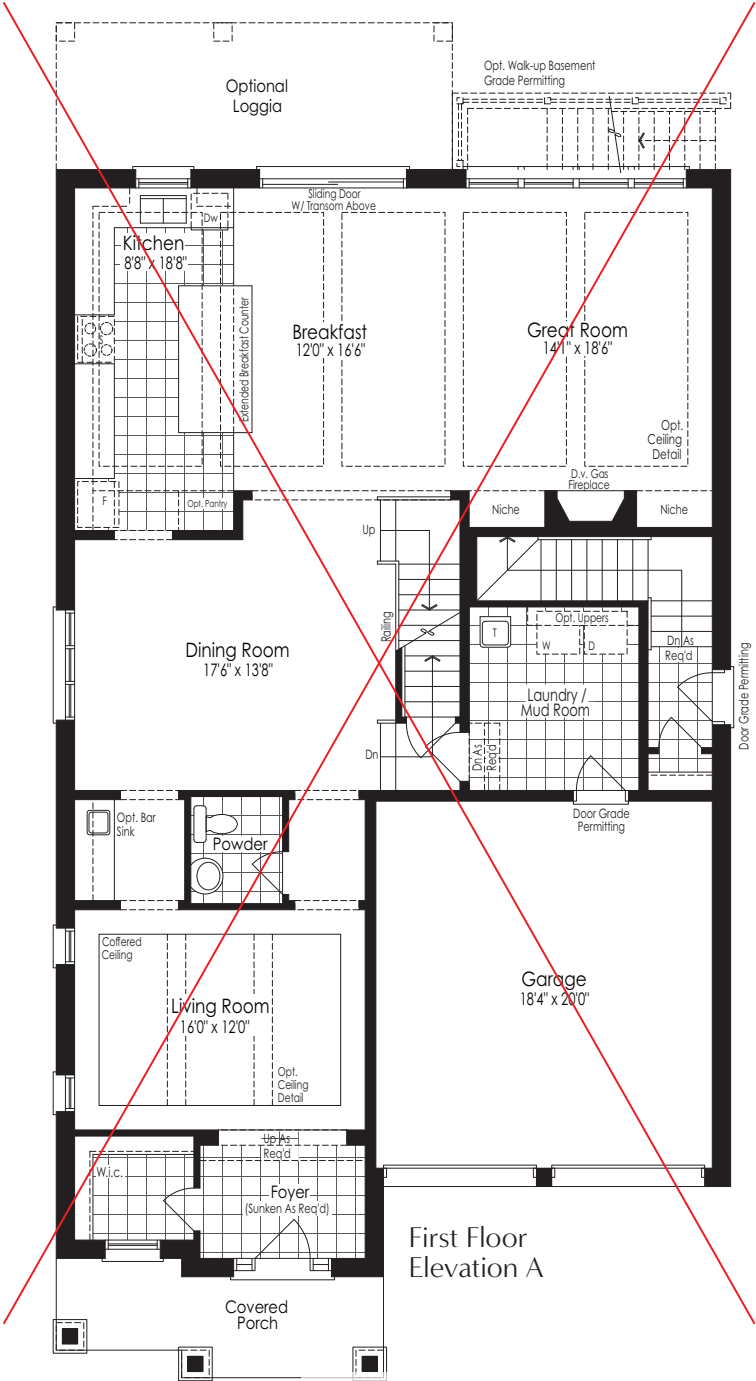 Optional
Loggia
Opt. Walk-up Basement
Grade Permitting
Sliding Door
W/ Transom Above
Dw
Kitchen
8'8" x 18'8"
Extended Breakfast Counter
Breakfast
12'0" x 16'6"
Great Room
14'1" x 18'6"
Opt.
Ceiling
Detail
D.v. Gas
Fireplace
F
Opt. Pantry
Niche
Niche
Up
Railing
Dining Room
17'6" x 13'8"
T
Opt. Uppers
W
D
Dn As
Req'd
Laundry /
Mud Room
Door Grade Permitting
Dn
Dn As
Req'd
Door Grade
Permitting
Opt. Bar
Sink
Powder
Coffered
Ceiling
Living Room
16'0" x 12'0"
Opt.
Ceiling
Detail
Garage
18'4" x 20'0"
Up As
Req'd
W.i.c.
Foyer
(Sunken As Req'd)
First Floor
Elevation A
Covered
Porch